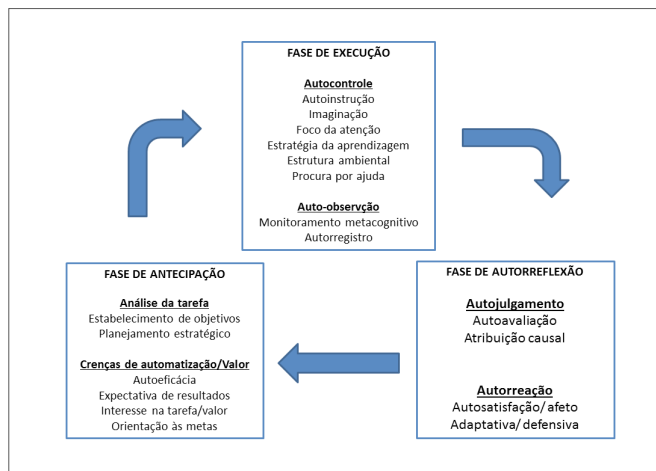 FASE DE EXECUÇÃO
Autocontrole
Autoinstrução
Imaginação
Foco da atenção
Estratégia da aprendizagem
Estrutura ambiental
Procura por ajuda
Auto-observção
Monitoramento metacognitivo
Autorregistro
FASE DE ANTECIPAÇÃO
Análise da tarefa
Estabelecimento de objetivos
Planejamento estratégico
Crenças de automatização/Valor
Autoeficácia
Expectativa de resultados
Interesse na tarefa/valor
Orientação às metas
FASE DE AUTORREFLEXÃO
Autojulgamento
Autoavaliação
Atribuição causal
Autorreação
Autosatisfação/ afeto
Adaptativa/ defensiva